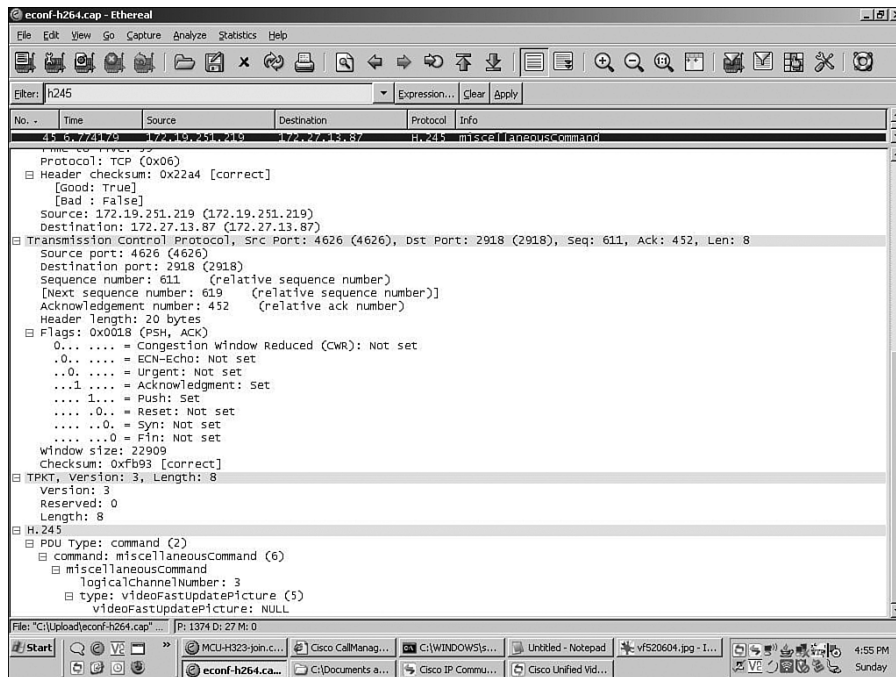 econf-h264.cap - Ethereal
File Edit View Go Capture Analyze Statistics Help
Filter: h245 Expression... Clear Apply
No. - Time Source Destination Protocol Info
45 6.774179 172.19.251.219 172.27.13.87 H.245 miscellaneousCommand
Protocol: TCP (0x06)
Header checksum: 0x22a4 [correct]
[Good: True]
[Bad : False]
Source: 172.19.251.219 (172.19.251.219)
Destination: 172.27.13.87 (172.27.13.87)
Transmission Control Protocol, Src Port: 4626 (4626), Dst Port: 2918 (2918), Seq: 611, Ack: 452, Len: 8
Source port: 4626 (4626)
Destination port: 2918 (2918)
Sequence number: 611 (relative sequence number)
[Next sequence number: 619 (relative sequence number)]
Acknowledgement number: 452 (relative ack number)
Header length: 20 bytes
Flags: 0x0018 (PSH, ACK)
0... .... = Congestion Window Reduced (CWR): Not set
.0.. .... = ECN-Echo: Not set
..0. .... = Urgent: Not set
...1 .... = Acknowledgment: Set
.... 1... = Push: Set
.... .0.. = Reset: Not set
.... ..0. = Syn: Not set
.... ...0 = Fin: Not set
Window size: 22909
Checksum: 0xfb93 [correct]
TPKT, Version: 3, Length: 8
Version: 3
Reserved: 0
Length: 8
H.245
PDU Type: command (2)
command: miscellaneousCommand (6)
miscellaneousCommand
logicalChannelNumber: 3
type: videoFastUpdatePicture (5)
videoFastUpdatePicture: NULL
File: "C:\Upload\econf-h264.cap" ... P: 1374 D: 27 M: 0
Start » MCU-H323-join.c... Cisco CallManag... C:\WINDOWS\s... Untitled - Notepad vf520604.jpg - I... 4:55 PM
econf-h264.ca... C:\Documents a... Cisco IP Commu... Cisco Unified Vid... Sunday